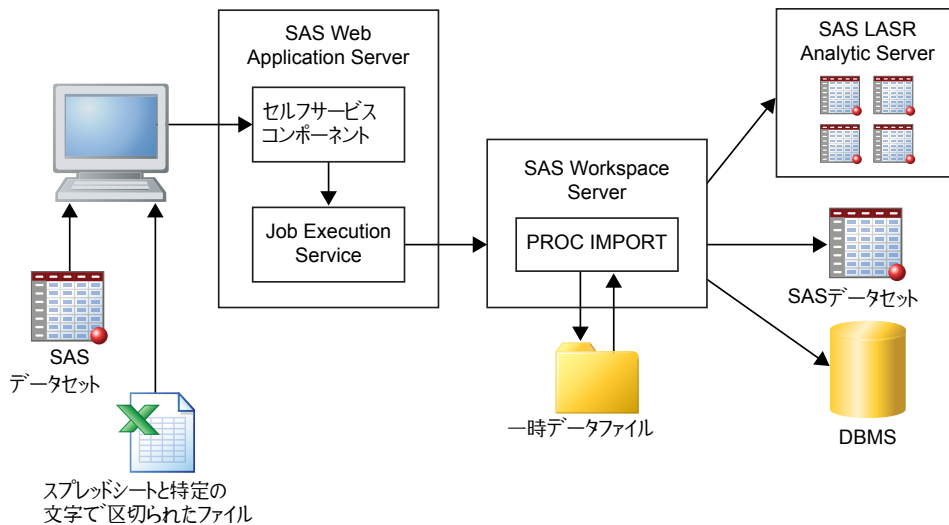 SAS Web
Application Server
セルフサービス
コンポーネント
Job Execution
Service
SAS Workspace
Server
PROC IMPORT
一時データファイル
SAS LASR
Analytic Server
SASデータセット
DBMS
SAS
データセット
スプレッドシートと特定の
文字で区切られたファイル